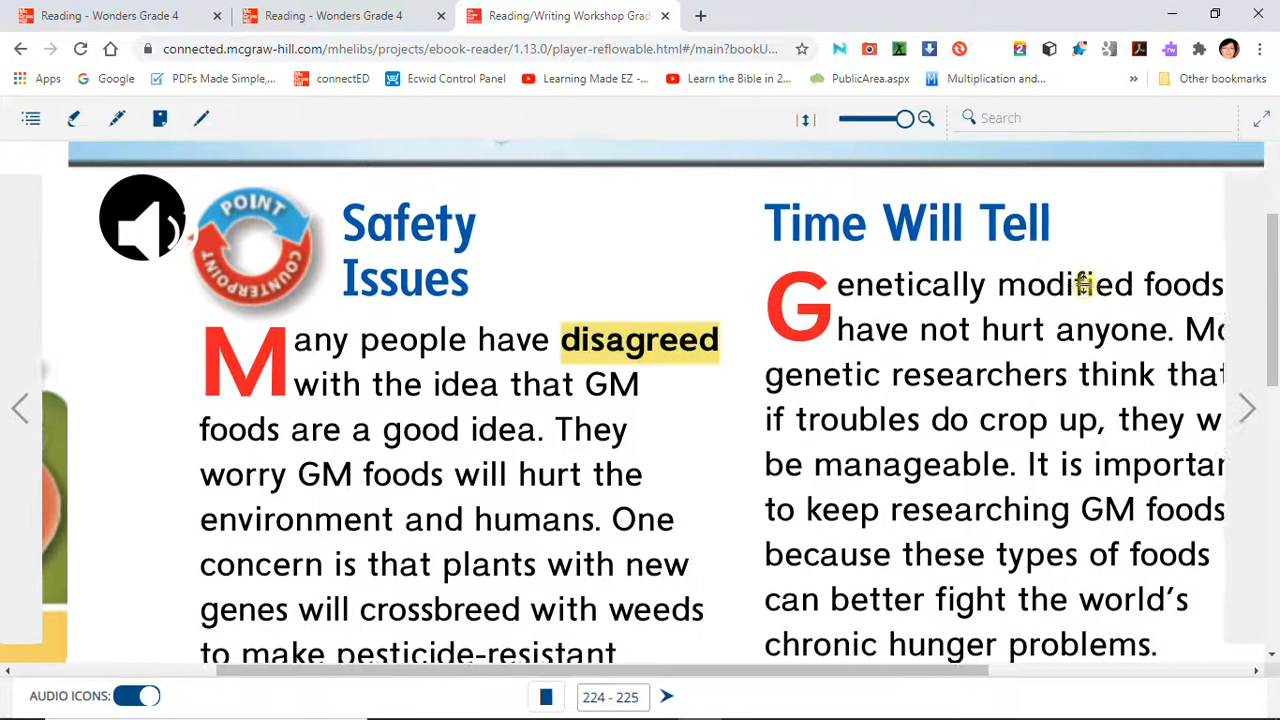 Reading - Wonders Grade 4
Reading - Wonders Grade 4
Reading/Writing Workshop Grad
connected.mcgraw-hill.com/mhelibs/projects/ebook-reader/1.13.0/player-reflowable.html#/main?bookU...
Apps
Google
PDFs Made Simple,...
connectED
Ecwid Control Panel
Learning Made EZ -...
Learn the Bible in 2...
PublicArea.aspx
Multiplication and...
»
Other bookmarks
Search
POINT
COUNTERPOINT
Safety
Issues
Many people have disagreed
with the idea that GM
foods are a good idea. They
worry GM foods will hurt the
environment and humans. One
concern is that plants with new
genes will crossbreed with weeds
to make pesticide-resistant
Time Will Tell
Genetically modified foods
have not hurt anyone. Mo
genetic researchers think that
if troubles do crop up, they w
be manageable. It is importan
to keep researching GM foods
because these types of foods
can better fight the world's
chronic hunger problems.
AUDIO ICONS:
224 - 225